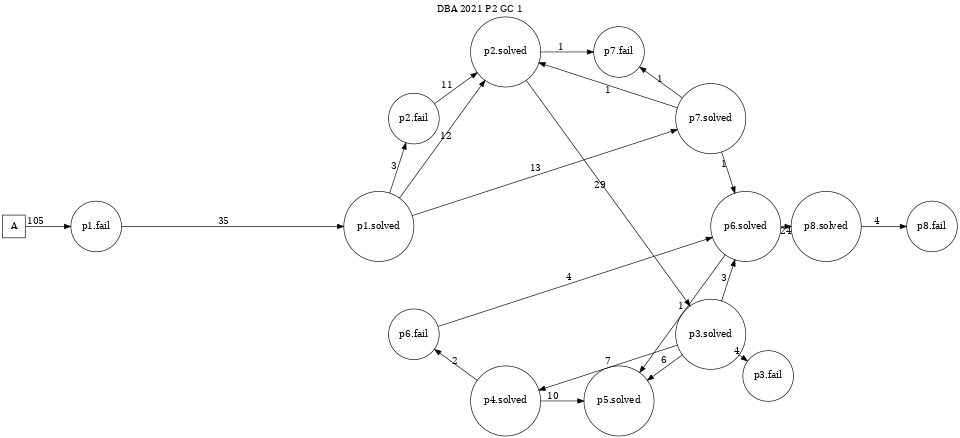 DBA 2021 P2 GC 1
p2.solved
1
p7.fail
11
1
1
p2.fail
p7.solved
12
3
13
1
29
A
105
p1.fail
35
p1.solved
p6.solved
24
p8.solved
4
p8.fail
4
3
1
p6.fail
p3.solved
2
7
6
4
p3.fail
p4.solved
10
p5.solved